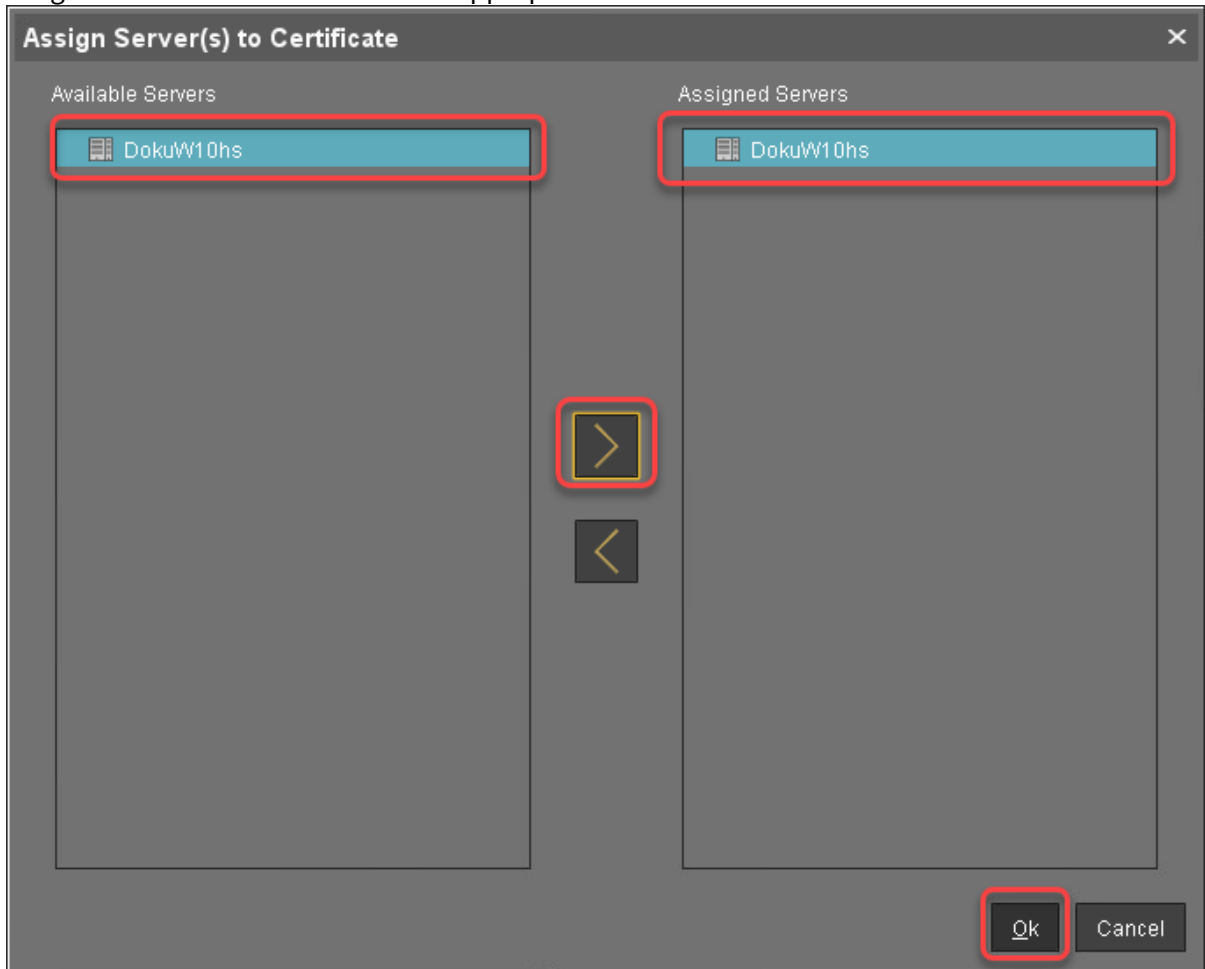 Assign Server(s) to Certificate
Available Servers
Assigned Servers
DokuW10hs
DokuW10hs
Ok
Cancel